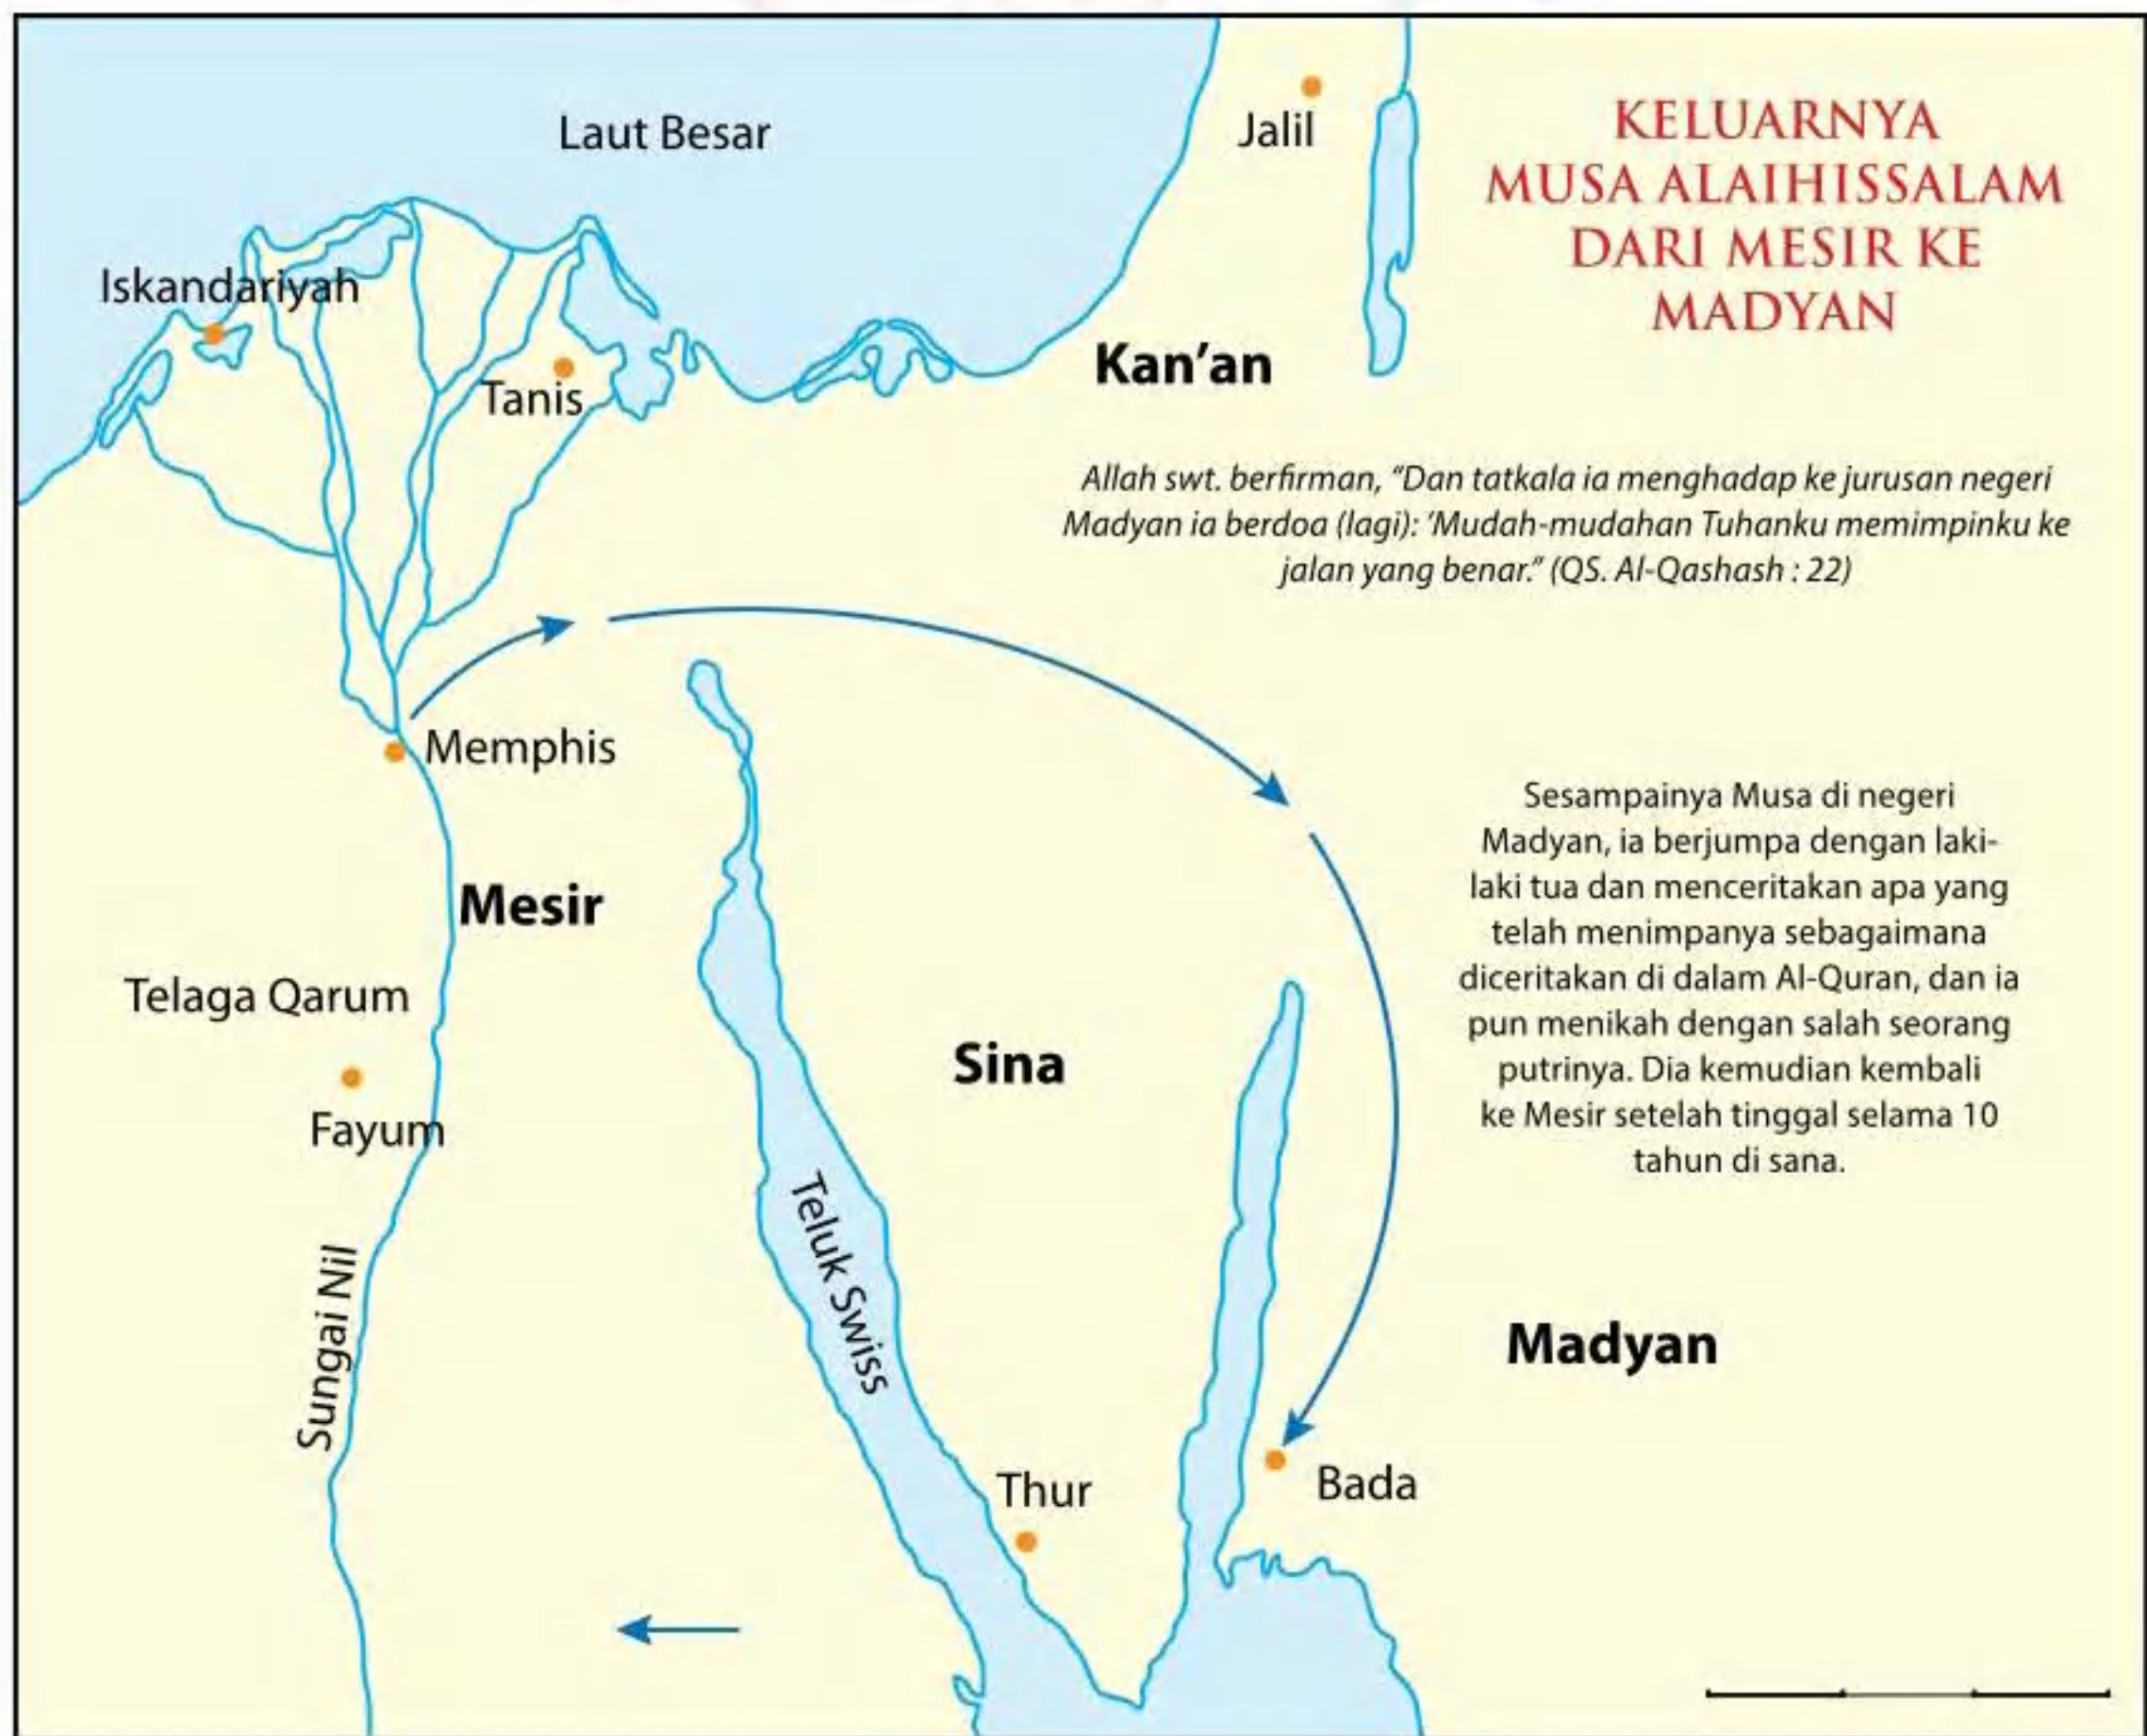 Laut Besar
Jalil
KELUARNYA
MUSA ALAIHISSALAM
DARI MESIR KE
MADYAN
Iskandariyah
Tanis
Kan’an
Allah swt. berfirman, “Dan tatkala ia menghadap ke jurusan negeri
Madyan ia berdoa (lagi): ‘Mudah-mudahan Tuhanku memimpinku ke
jalan yang benar.” (QS. Al-Qashash : 22)
Memphis
Mesir
Sesampainya Musa di negeri
Madyan, ia berjumpa dengan laki-
laki tua dan menceritakan apa yang
telah menimpanya sebagaimana
diceritakan di dalam Al-Quran, dan ia
pun menikah dengan salah seorang
putrinya. Dia kemudian kembali
ke Mesir setelah tinggal selama 10
tahun di sana.
Telaga Qarum
Fayum
Sina
Sungai Nil
Teluk Swiss
Madyan
Thur
Bada